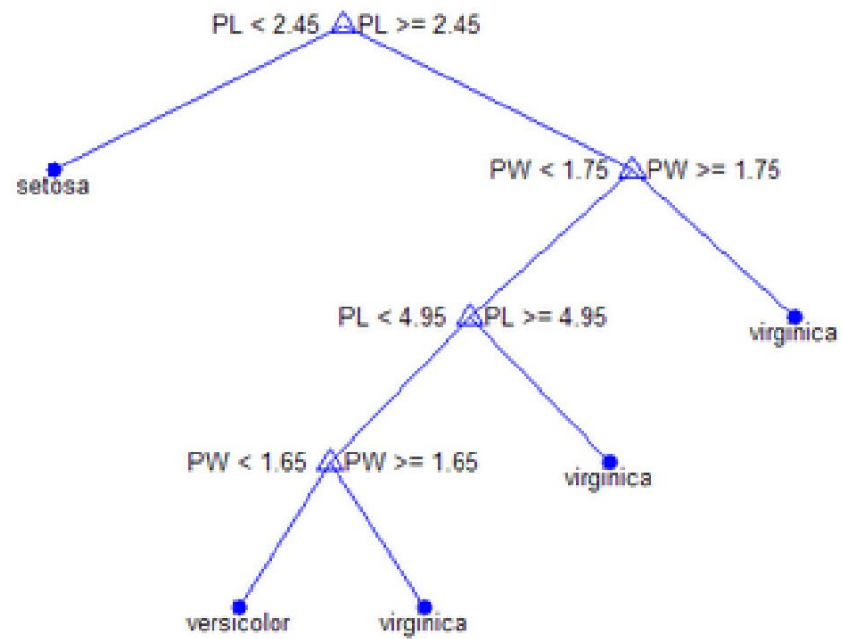 PL < 2.45 PL >= 2.45
setosa
PW < 1.75 PW >= 1.75
PL < 4.95 PL >= 4.95
virginica
PW < 1.65 PW >= 1.65
virginica
versicolor
virginica